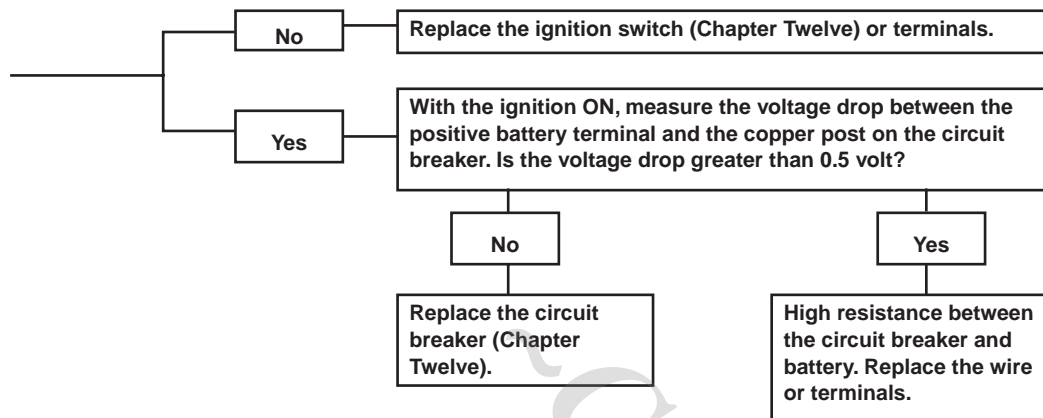 No
Replace the ignition switch (Chapter Twelve) or terminals.
Yes
With the ignition ON, measure the voltage drop between the
positive battery terminal and the copper post on the circuit
breaker. Is the voltage drop greater than 0.5 volt?
No
Yes
Replace the circuit
breaker (Chapter
Twelve).
High resistance between
the circuit breaker and
battery. Replace the wire
or terminals.